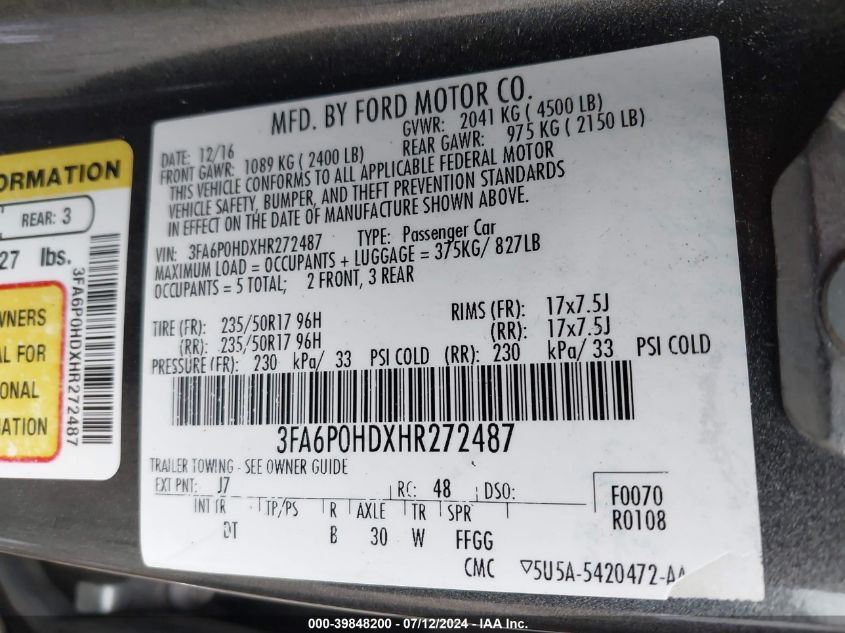 MFD. BY FORD MOTOR CO.
DATE: 12/16 GVWR: 2041 KG ( 4500 LB)
FRONT GAWR: 1089 KG ( 2400 LB) REAR GAWR: 975 KG ( 2150 LB)
THIS VEHICLE CONFORMS TO ALL APPLICABLE FEDERAL MOTOR
VEHICLE SAFETY, BUMPER, AND THEFT PREVENTION STANDARDS
IN EFFECT ON THE DATE OF MANUFACTURE SHOWN ABOVE.
VIN: 3FA6P0HDXHR272487 TYPE: Passenger Car
MAXIMUM LOAD = OCCUPANTS + LUGGAGE = 375KG/ 827LB
OCCUPANTS = 5 TOTAL; 2 FRONT, 3 REAR
TIRE (FR): 235/50R17 96H RIMS (FR): 17x7.5J
(RR): 235/50R17 96H (RR): 17x7.5J
PRESSURE (FR): 230 kPa/ 33 PSI COLD (RR): 230 kPa/ 33 PSI COLD
3FA6P0HDXHR272487
TRAILER TOWING - SEE OWNER GUIDE
EXT PNT: J7 RC: 48 DSO: F0070
INT TR TP/PS R AXLE TR SPR R0108
DT B 30 W FFGG
CMC 5U5A-5420472-AA
ORMATION
REAR: 3
27 lbs.
3FA6P0HDXHR272487
WNERS
AL FOR
IONAL
MATION
000-39848200 - 07/12/2024 - IAA Inc.